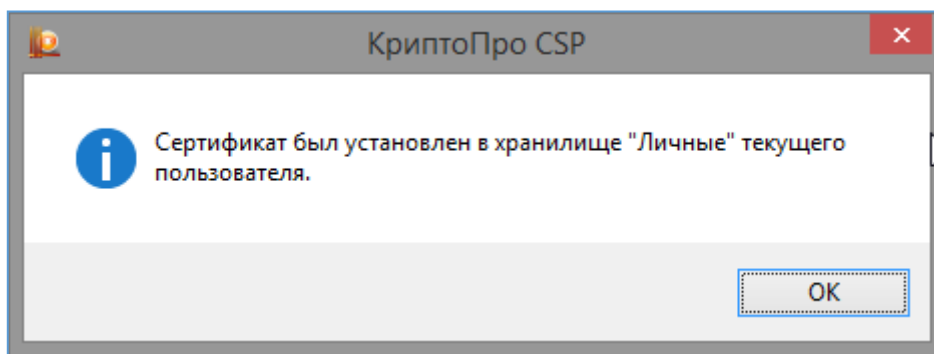 КриптоПро CSP
Сертификат был установлен в хранилище "Личные" текущего
пользователя.
OK